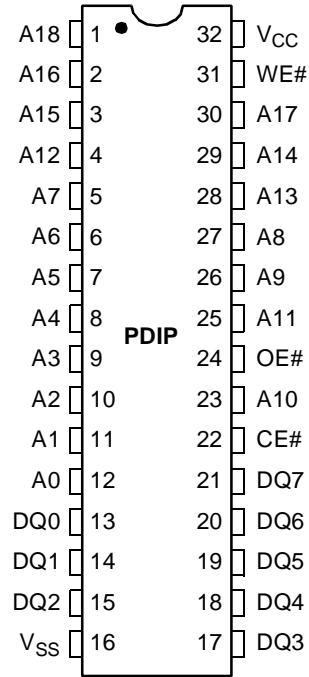 A18 1 32 VCC
A16 2 31 WE#
A15 3 30 A17
A12 4 29 A14
A7 5 28 A13
A6 6 27 A8
A5 7 26 A9
A4 8 25 A11
PDIP
A3 9 24 OE#
A2 10 23 A10
A1 11 22 CE#
A0 12 21 DQ7
DQ0 13 20 DQ6
DQ1 14 19 DQ5
DQ2 15 18 DQ4
VSS 16 17 DQ3